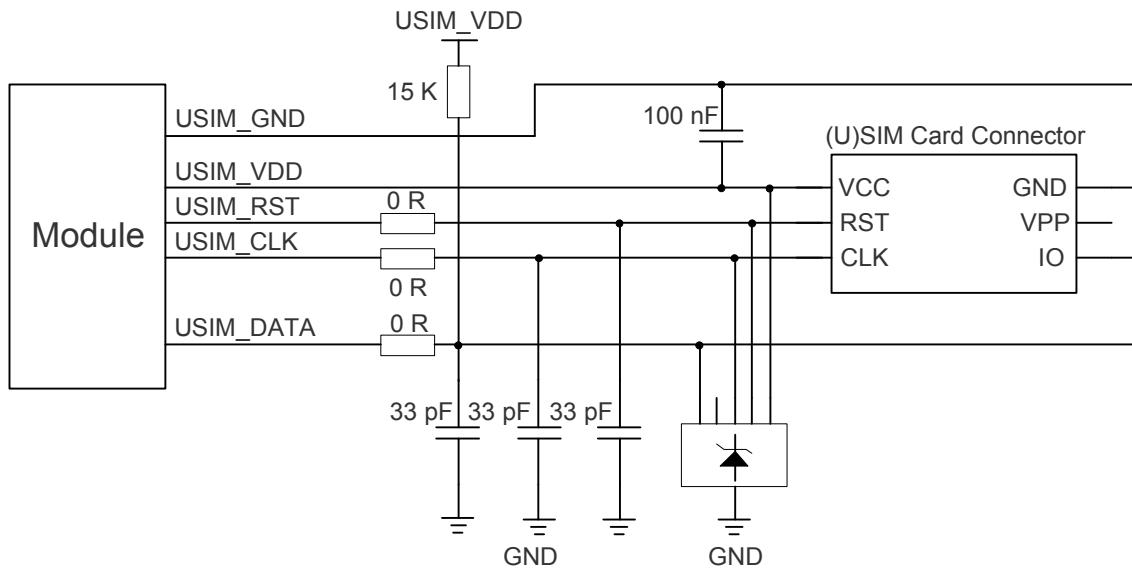 USIM_VDD
15 K
100 nF
USIM_GND
(U)SIM Card Connector
USIM_VDD
VCC
GND
USIM_RST
0 R
RST
VPP
Module
USIM_CLK
CLK
IO
0 R
USIM_DATA
0 R
33 pF
33 pF
33 pF
GND
GND